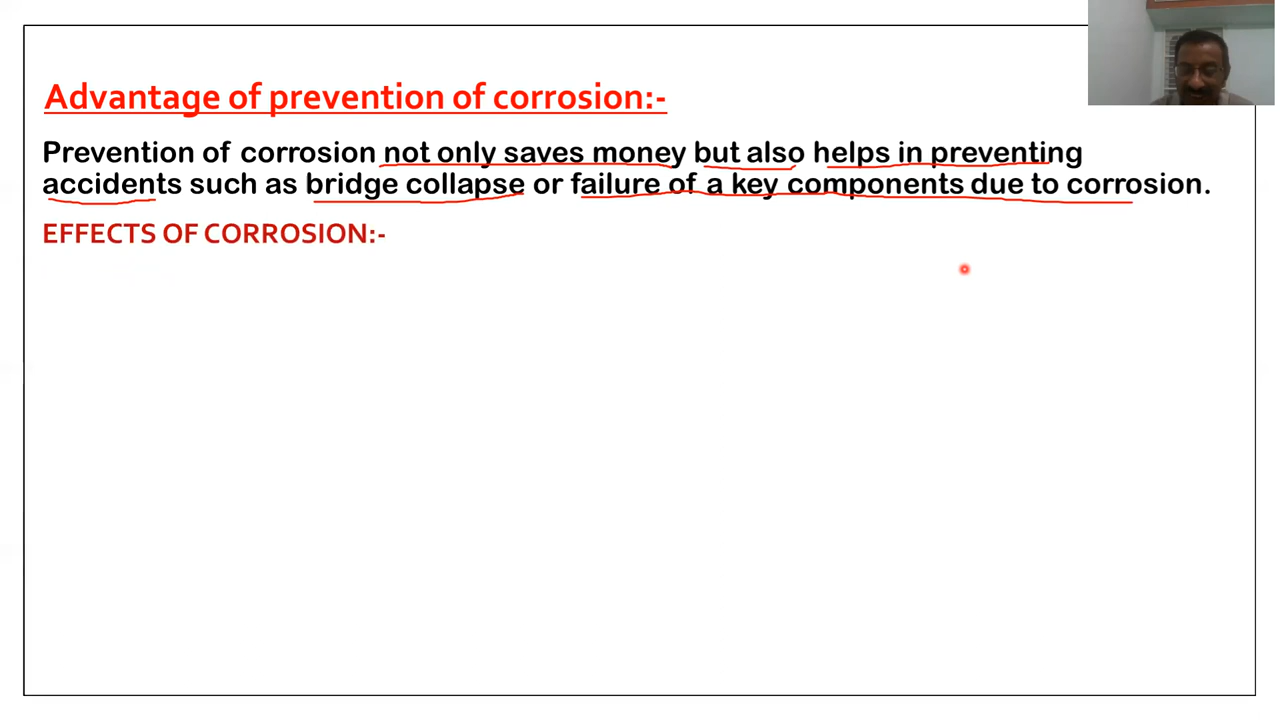 Advantage of prevention of corrosion:-
Prevention of corrosion not only saves money but also helps in preventing
accidents such as bridge collapse or failure of a key components due to corrosion.
EFFECTS OF CORROSION:-